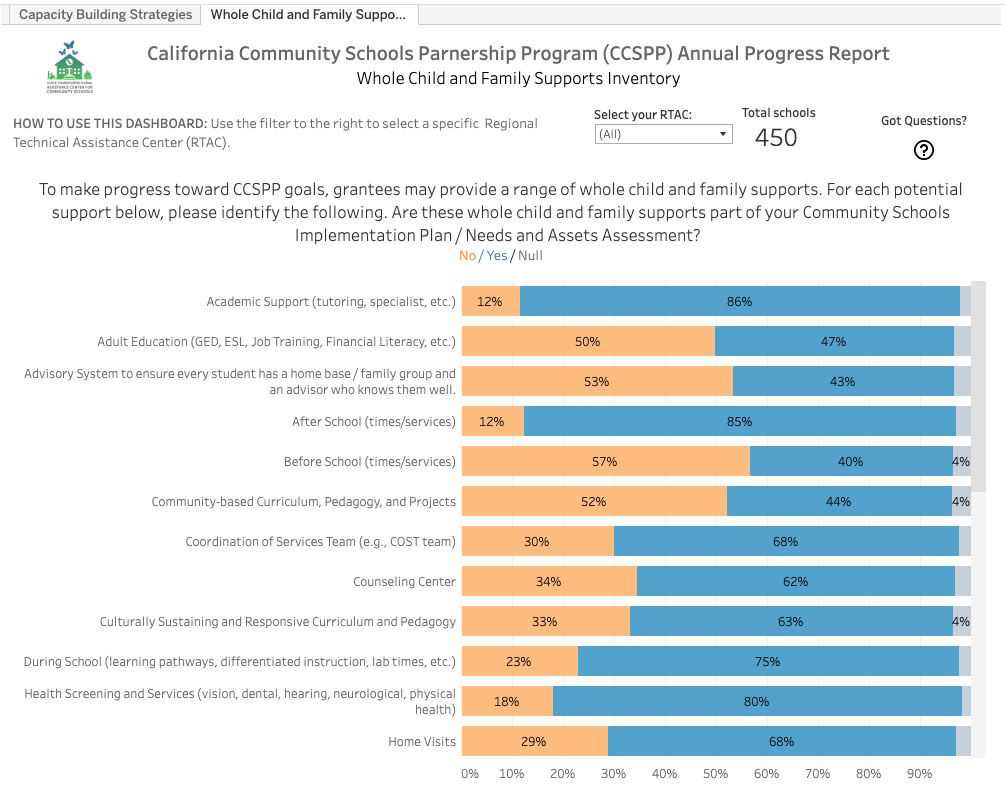 Capacity Building Strategies
Whole Child and Family Suppo...
California Community Schools Parnership Program (CCSPP) Annual Progress Report
Whole Child and Family Supports Inventory
STATE TRANSFORMATIONAL
ASSISTANCE CENTER FOR
COMMUNITY SCHOOLS
HOW TO USE THIS DASHBOARD: Use the filter to the right to select a specific Regional
Technical Assistance Center (RTAC).
Select your RTAC:
(All)
Total schools
450
Got Questions?
?
To make progress toward CCSPP goals, grantees may provide a range of whole child and family supports. For each potential
support below, please identify the following. Are these whole child and family supports part of your Community Schools
Implementation Plan / Needs and Assets Assessment?
No / Yes / Null
Academic Support (tutoring, specialist, etc.) 12% 86%
Adult Education (GED, ESL, Job Training, Financial Literacy, etc.) 50% 47%
Advisory System to ensure every student has a home base / family group and
an advisor who knows them well. 53% 43%
After School (times/services) 12% 85%
Before School (times/services) 57% 40% 4%
Community-based Curriculum, Pedagogy, and Projects 52% 44% 4%
Coordination of Services Team (e.g., COST team) 30% 68%
Counseling Center 34% 62%
Culturally Sustaining and Responsive Curriculum and Pedagogy 33% 63% 4%
During School (learning pathways, differentiated instruction, lab times, etc.) 23% 75%
Health Screening and Services (vision, dental, hearing, neurological, physical
health) 18% 80%
Home Visits 29% 68%
0% 10% 20% 30% 40% 50% 60% 70% 80% 90%